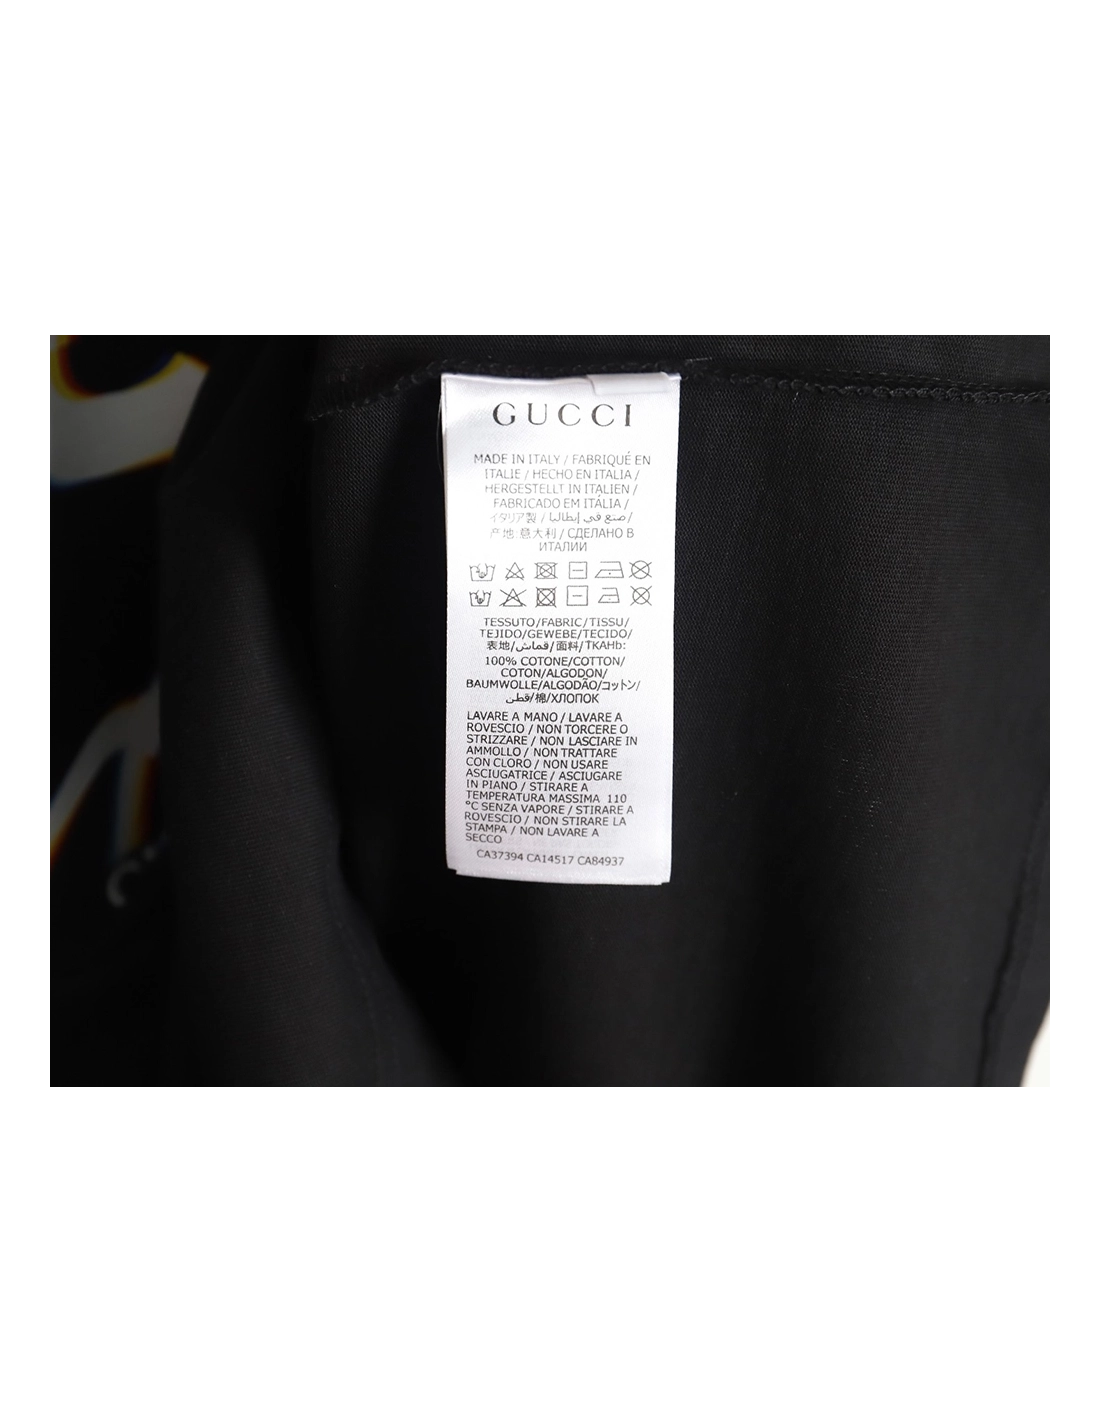 GUCCI
MADE IN ITALY / FABRIQUÉ EN
ITALIE / HECHO EN ITALIA /
HERGESTELLT IN ITALIEN /
FABRICADO EM ITÁLIA /
イタリア製 / صنع في إيطاليا /
产地:意大利 / СДЕЛАНО В
ИТАЛИИ
TESSUTO/FABRIC/TISSU/
TEJIDO/GEWEBE/TECIDO/
表地/قماش/面料/TKAHb:
100% COTONE/COTTON/
COTON/ALGODON/
BAUMWOLLE/ALGODÃO/コットン/
قطن/棉/ХЛОПОК
LAVARE A MANO / LAVARE A
ROVESCIO / NON TORCERE O
STRIZZARE / NON LASCIARE IN
AMMOLLO / NON TRATTARE
CON CLORO / NON USARE
ASCIUGATRICE / ASCIUGARE
IN PIANO / STIRARE A
TEMPERATURA MASSIMA 110
°C SENZA VAPORE / STIRARE A
ROVESCIO / NON STIRARE LA
STAMPA / NON LAVARE A
SECCO
CA37394 CA14517 CA84937